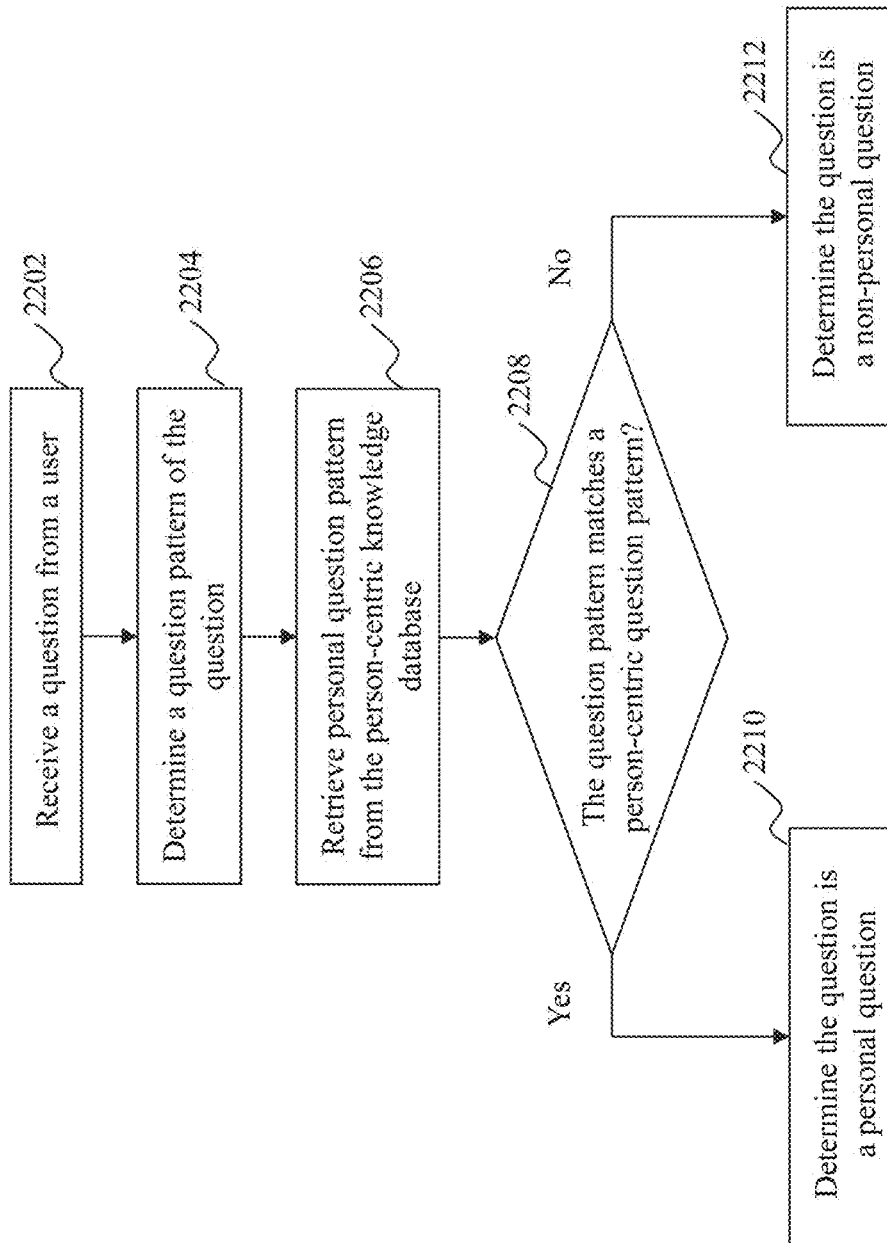 Receive a question from a user
2202
Determine a question pattern of the
question
2204
Retrieve personal question pattern
from the person-centric knowledge
database
2206
2208
The question pattern matches a
person-centric question pattern?
Yes
No
2210
Determine the question is
a personal question
2212
Determine the question is
a non-personal question